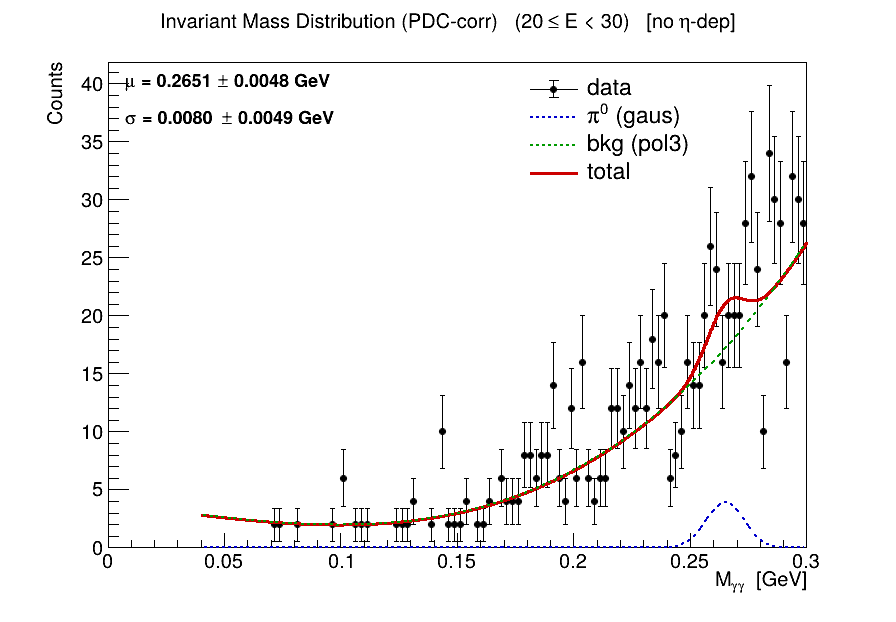 Invariant Mass Distribution (PDC-corr) (20 ≤ E < 30) [no η-dep]
Counts
μ = 0.2651 ± 0.0048 GeV
σ = 0.0080 ± 0.0049 GeV
data
π⁰ (gaus)
bkg (pol3)
total
40
35
30
25
20
15
10
5
0
0 0.05 0.1 0.15 0.2 0.25 0.3
M_γγ [GeV]